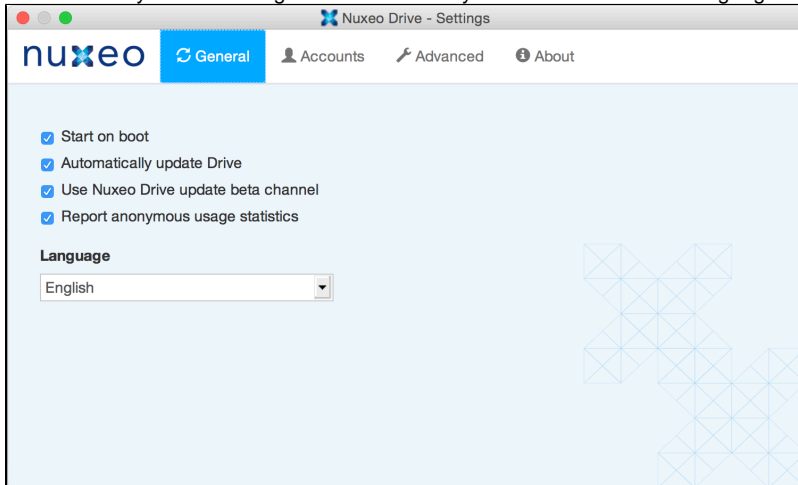 Nuxeo Drive - Settings
nuxeo General Accounts Advanced About
Start on boot
Automatically update Drive
Use Nuxeo Drive update beta channel
Report anonymous usage statistics
Language
English